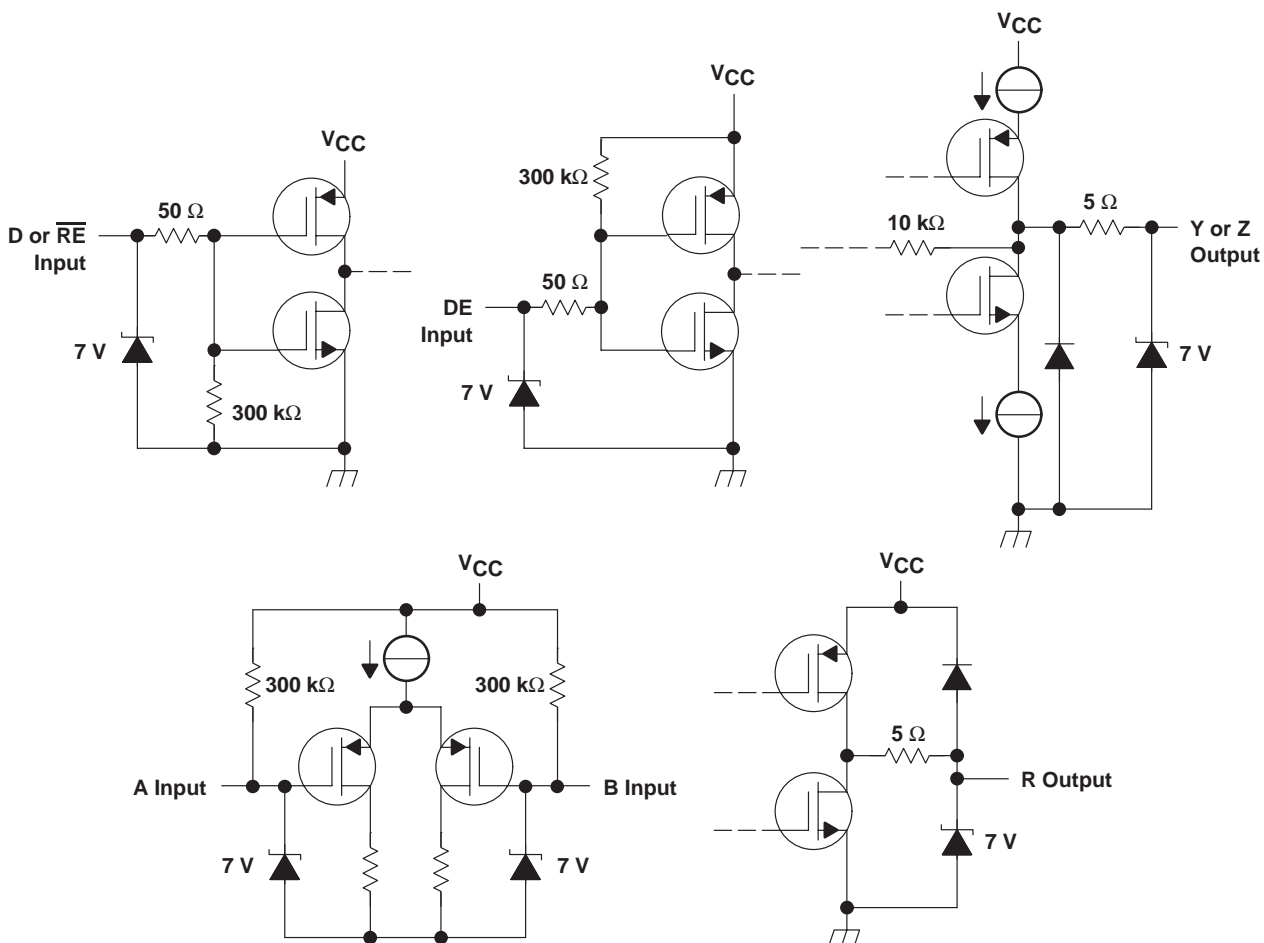 VCC
VCC
VCC
300 kΩ
5 Ω
50 Ω
D or R̅E̅
Input
10 kΩ
Y or Z
Output
50 Ω
DE
Input
7 V
7 V
7 V
300 kΩ
VCC
VCC
300 kΩ
300 kΩ
5 Ω
A Input
B Input
R Output
7 V
7 V
7 V